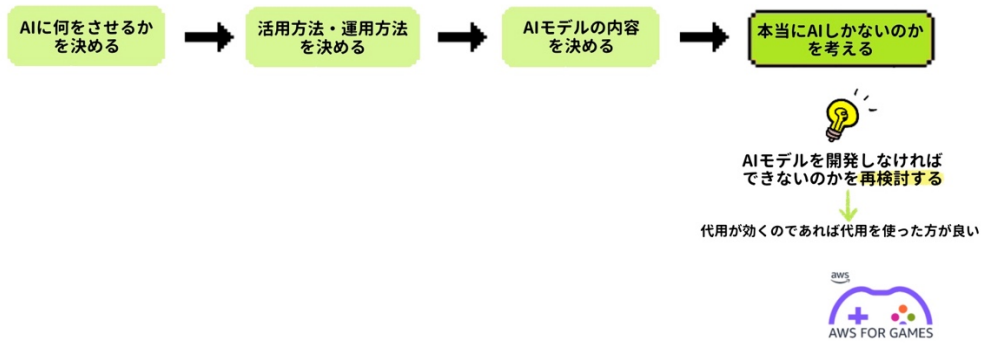 AIに何をさせるか
を決める
活用方法・運用方法
を決める
AIモデルの内容
を決める
本当にAIしかないのか
を考える
AIモデルを開発しなければ
できないのかを再検討する
代用が効くのであれば代用を使った方が良い
aws
AWS FOR GAMES